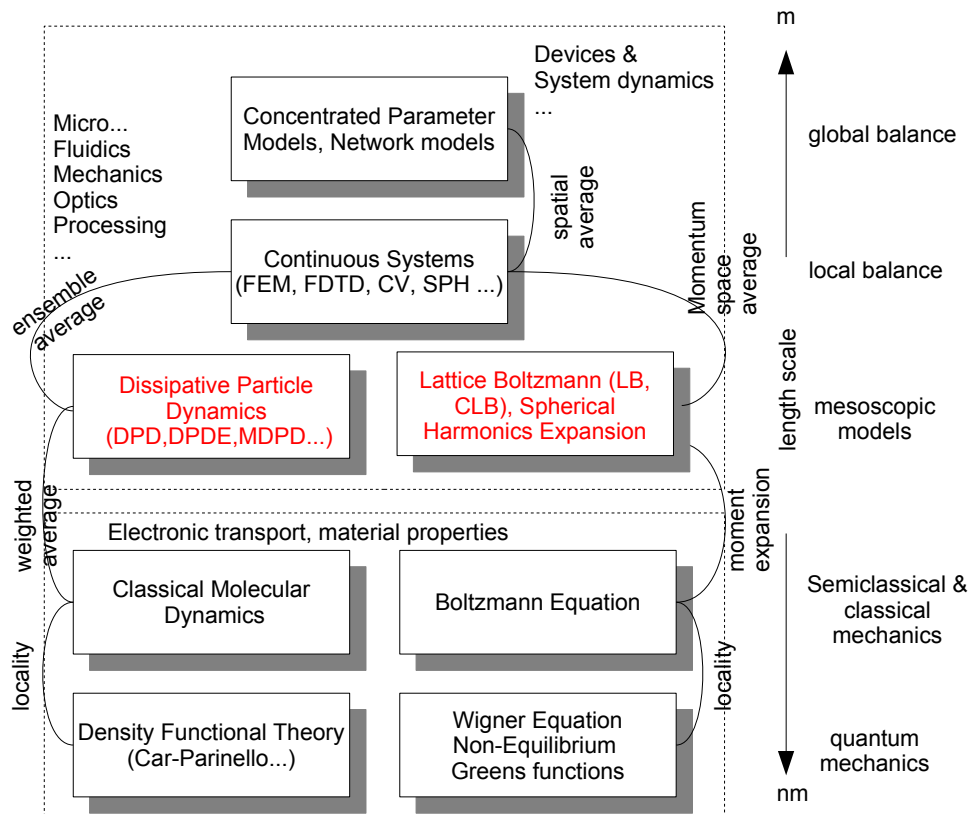 m
Devices &
System dynamics
...
Concentrated Parameter
Models, Network models
global balance
Micro...
Fluidics
Mechanics
Optics
Processing
...
spatial
average
Continuous Systems
(FEM, FDTD, CV, SPH ...)
local balance
ensemble
average
Momentum
space
average
Dissipative Particle
Dynamics
(DPD,DPDE,MDPD...)
Lattice Boltzmann (LB,
CLB), Spherical
Harmonics Expansion
length scale
mesoscopic
models
weighted
average
moment
expansion
Electronic transport, material properties
Classical Molecular
Dynamics
Boltzmann Equation
Semiclassical &
classical
mechanics
locality
locality
Density Functional Theory
(Car-Parinello...)
Wigner Equation
Non-Equilibrium
Greens functions
quantum
mechanics
nm